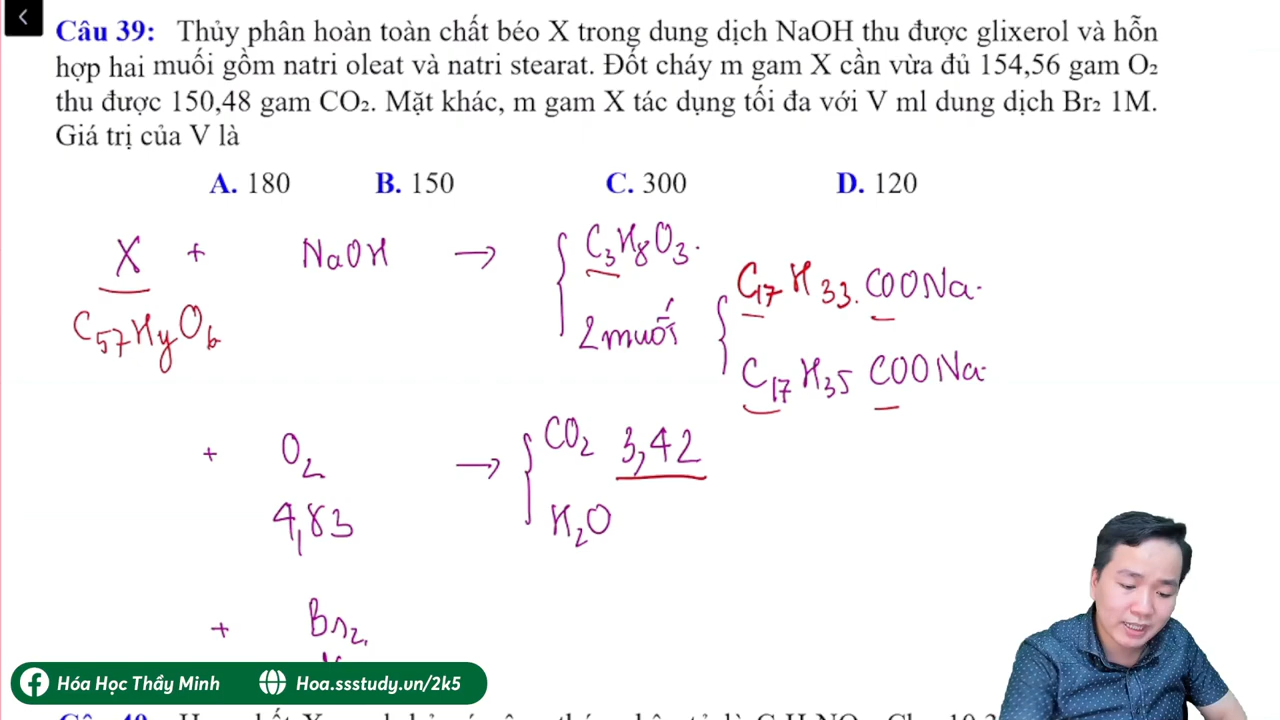 Câu 39: Thủy phân hoàn toàn chất béo X trong dung dịch NaOH thu được glixerol và hỗn
hợp hai muối gồm natri oleat và natri stearat. Đốt cháy m gam X cần vừa đủ 154,56 gam O₂
thu được 150,48 gam CO₂. Mặt khác, m gam X tác dụng tối đa với V ml dung dịch Br₂ 1M.
Giá trị của V là
A. 180 B. 150 C. 300 D. 120
X + NaOH → C₃H₈O₃.
C₅₇HyO₆
2 muối
C₁₇H₃₃.COONa.
C₁₇H₃₅COONa.
+ O₂ → CO₂ 3,42
4,83 H₂O
+ Br₂,
Hóa Học Thầy Minh Hoa.ssstudy.vn/2k5